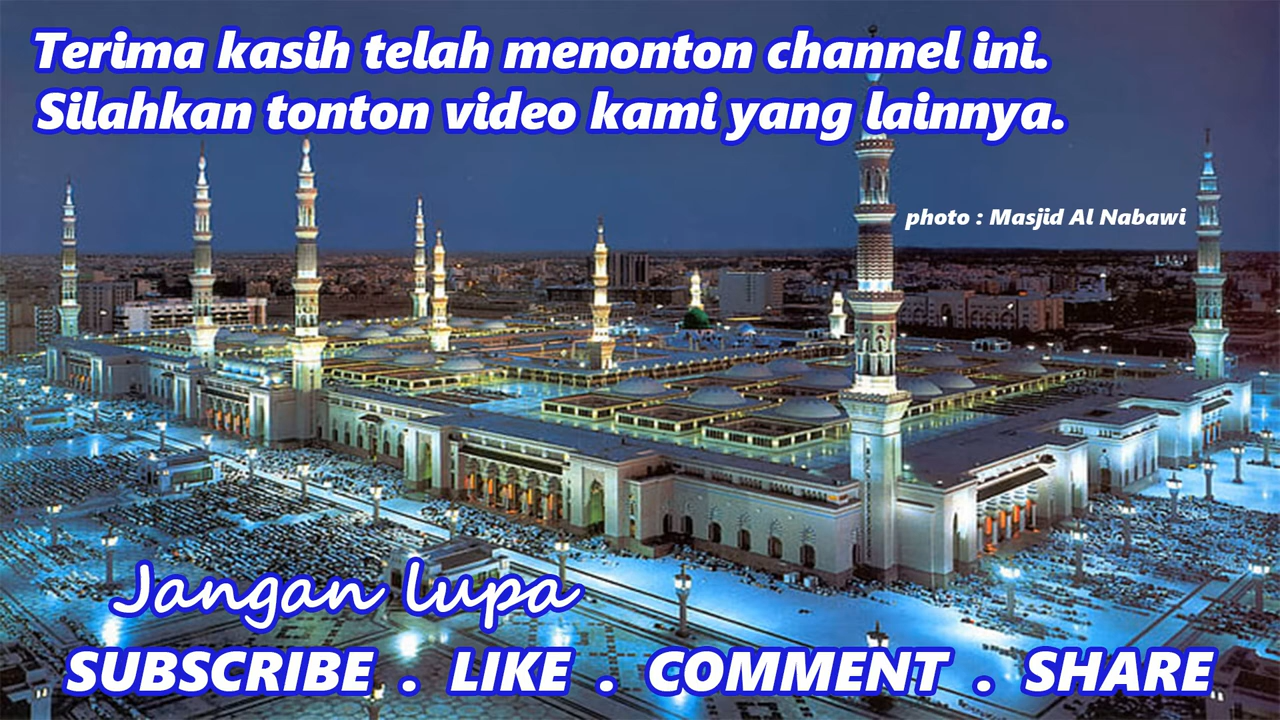 Terima kasih telah menonton channel ini.
Silahkan tonton video kami yang lainnya.
photo : Masjid Al Nabawi
Jangan lupa
SUBSCRIBE . LIKE . COMMENT . SHARE